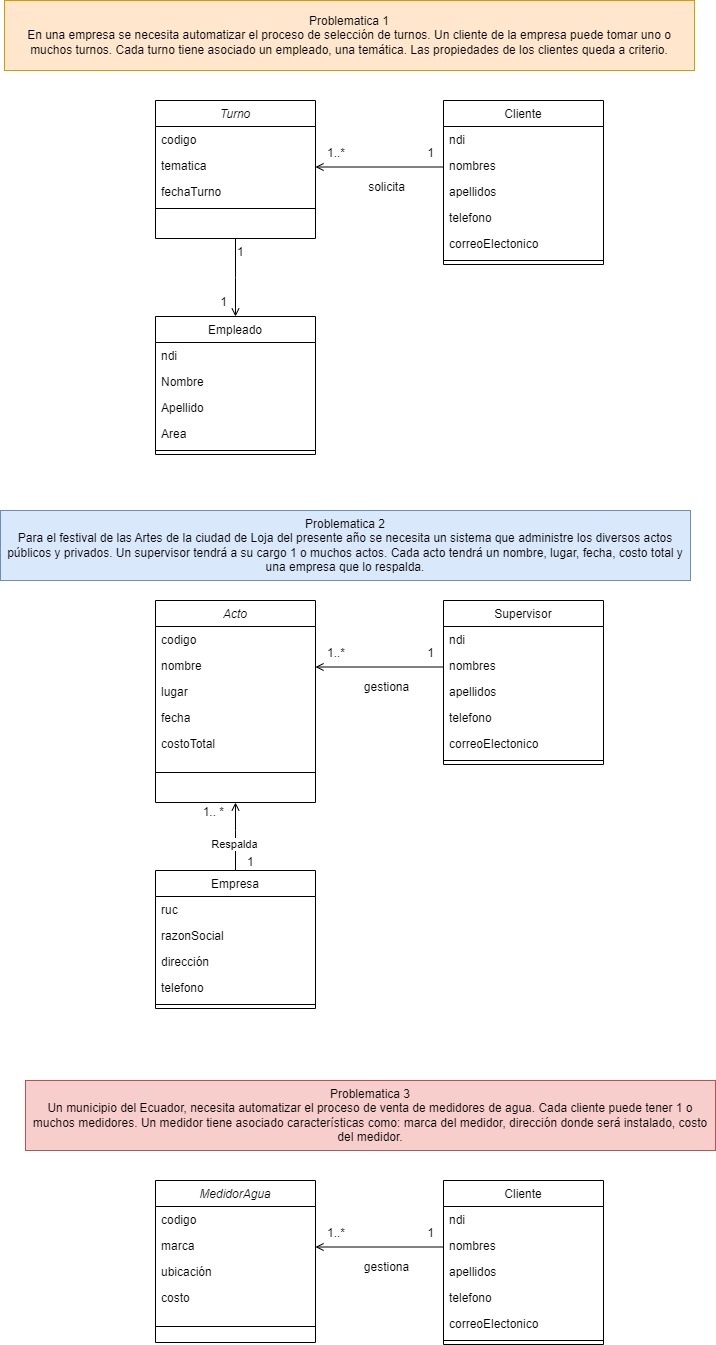 Problematica 1
En una empresa se necesita automatizar el proceso de selección de turnos. Un cliente de la empresa puede tomar uno o
muchos turnos. Cada turno tiene asociado un empleado, una temática. Las propiedades de los clientes queda a criterio.
Turno
codigo
tematica
fechaTurno
1..*
1
solicita
Cliente
ndi
nombres
apellidos
telefono
correoElectonico
1
1
Empleado
ndi
Nombre
Apellido
Area
Problematica 2
Para el festival de las Artes de la ciudad de Loja del presente año se necesita un sistema que administre los diversos actos
públicos y privados. Un supervisor tendrá a su cargo 1 o muchos actos. Cada acto tendrá un nombre, lugar, fecha, costo total y
una empresa que lo respalda.
Acto
codigo
nombre
lugar
fecha
costoTotal
1..*
1
gestiona
Supervisor
ndi
nombres
apellidos
telefono
correoElectonico
1.. *
Respalda
1
Empresa
ruc
razonSocial
dirección
telefono
Problematica 3
Un municipio del Ecuador, necesita automatizar el proceso de venta de medidores de agua. Cada cliente puede tener 1 o
muchos medidores. Un medidor tiene asociado características como: marca del medidor, dirección donde será instalado, costo
del medidor.
MedidorAgua
codigo
marca
ubicación
costo
1..*
1
gestiona
Cliente
ndi
nombres
apellidos
telefono
correoElectonico